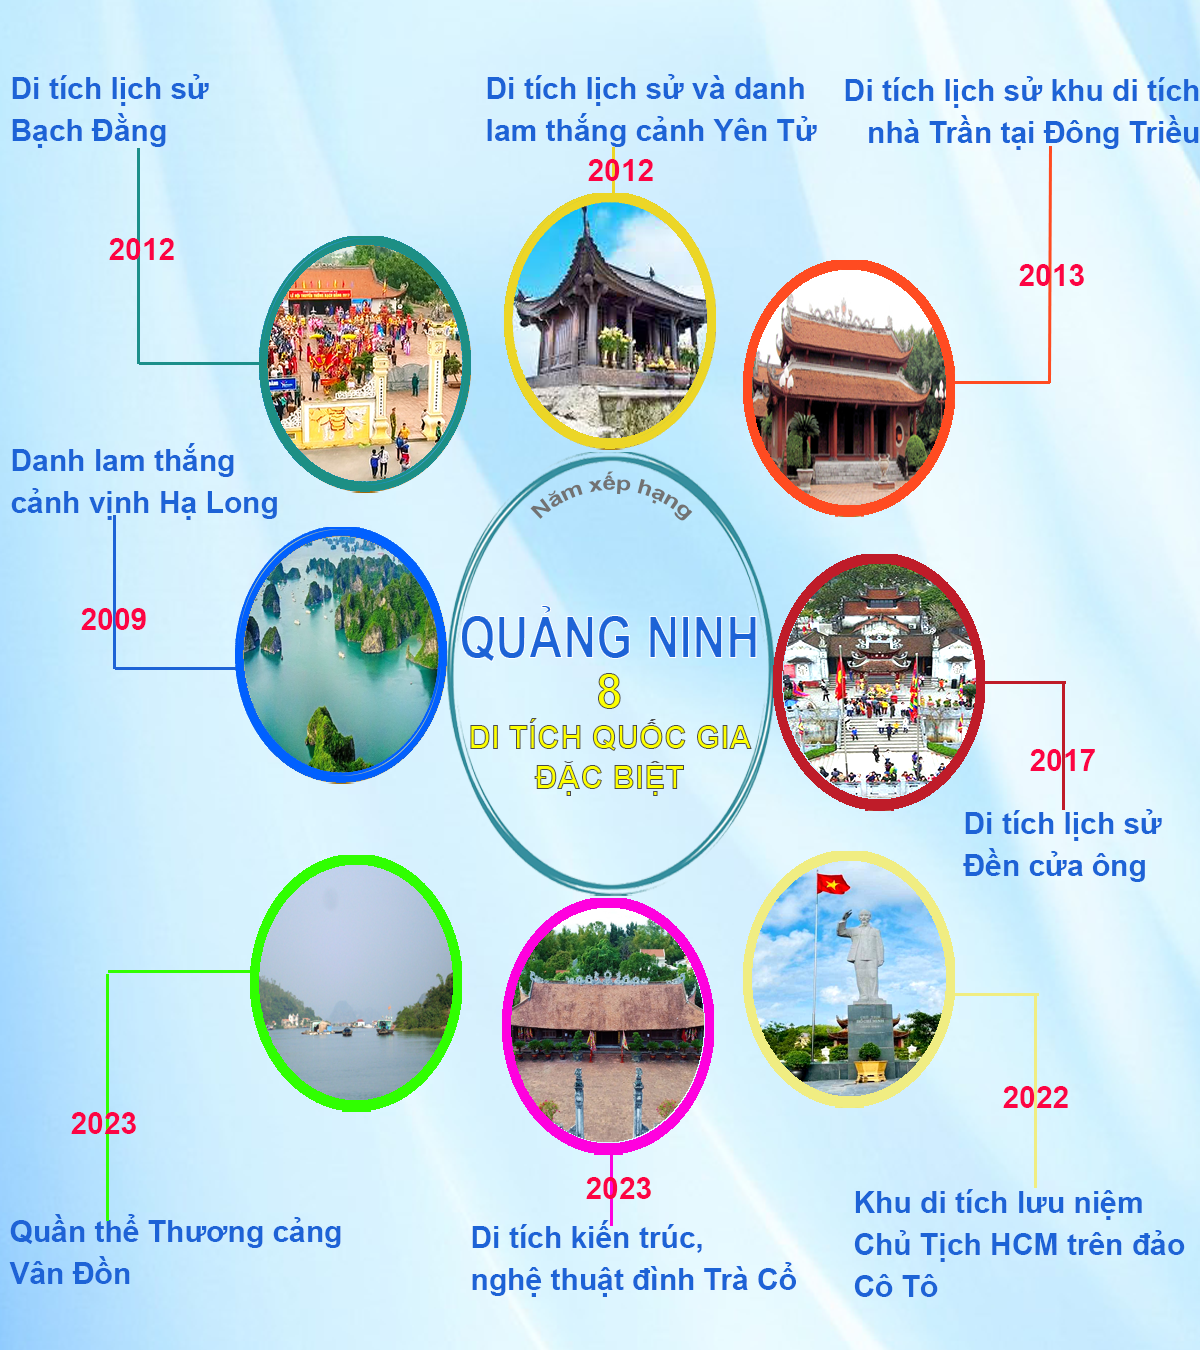 Di tích lịch sử
Bạch Đằng
2012
Di tích lịch sử và danh
lam thắng cảnh Yên Tử
2012
Di tích lịch sử khu di tích
nhà Trần tại Đông Triều
2013
Danh lam thắng
cảnh vịnh Hạ Long
2009
Năm xếp hạng
QUẢNG NINH
8
DI TÍCH QUỐC GIA
ĐẶC BIỆT
2017
Di tích lịch sử
Đền cửa ông
2023
Quần thể Thương cảng
Vân Đồn
2023
Di tích kiến trúc,
nghệ thuật đình Trà Cổ
2022
Khu di tích lưu niệm
Chủ Tịch HCM trên đảo
Cô Tô